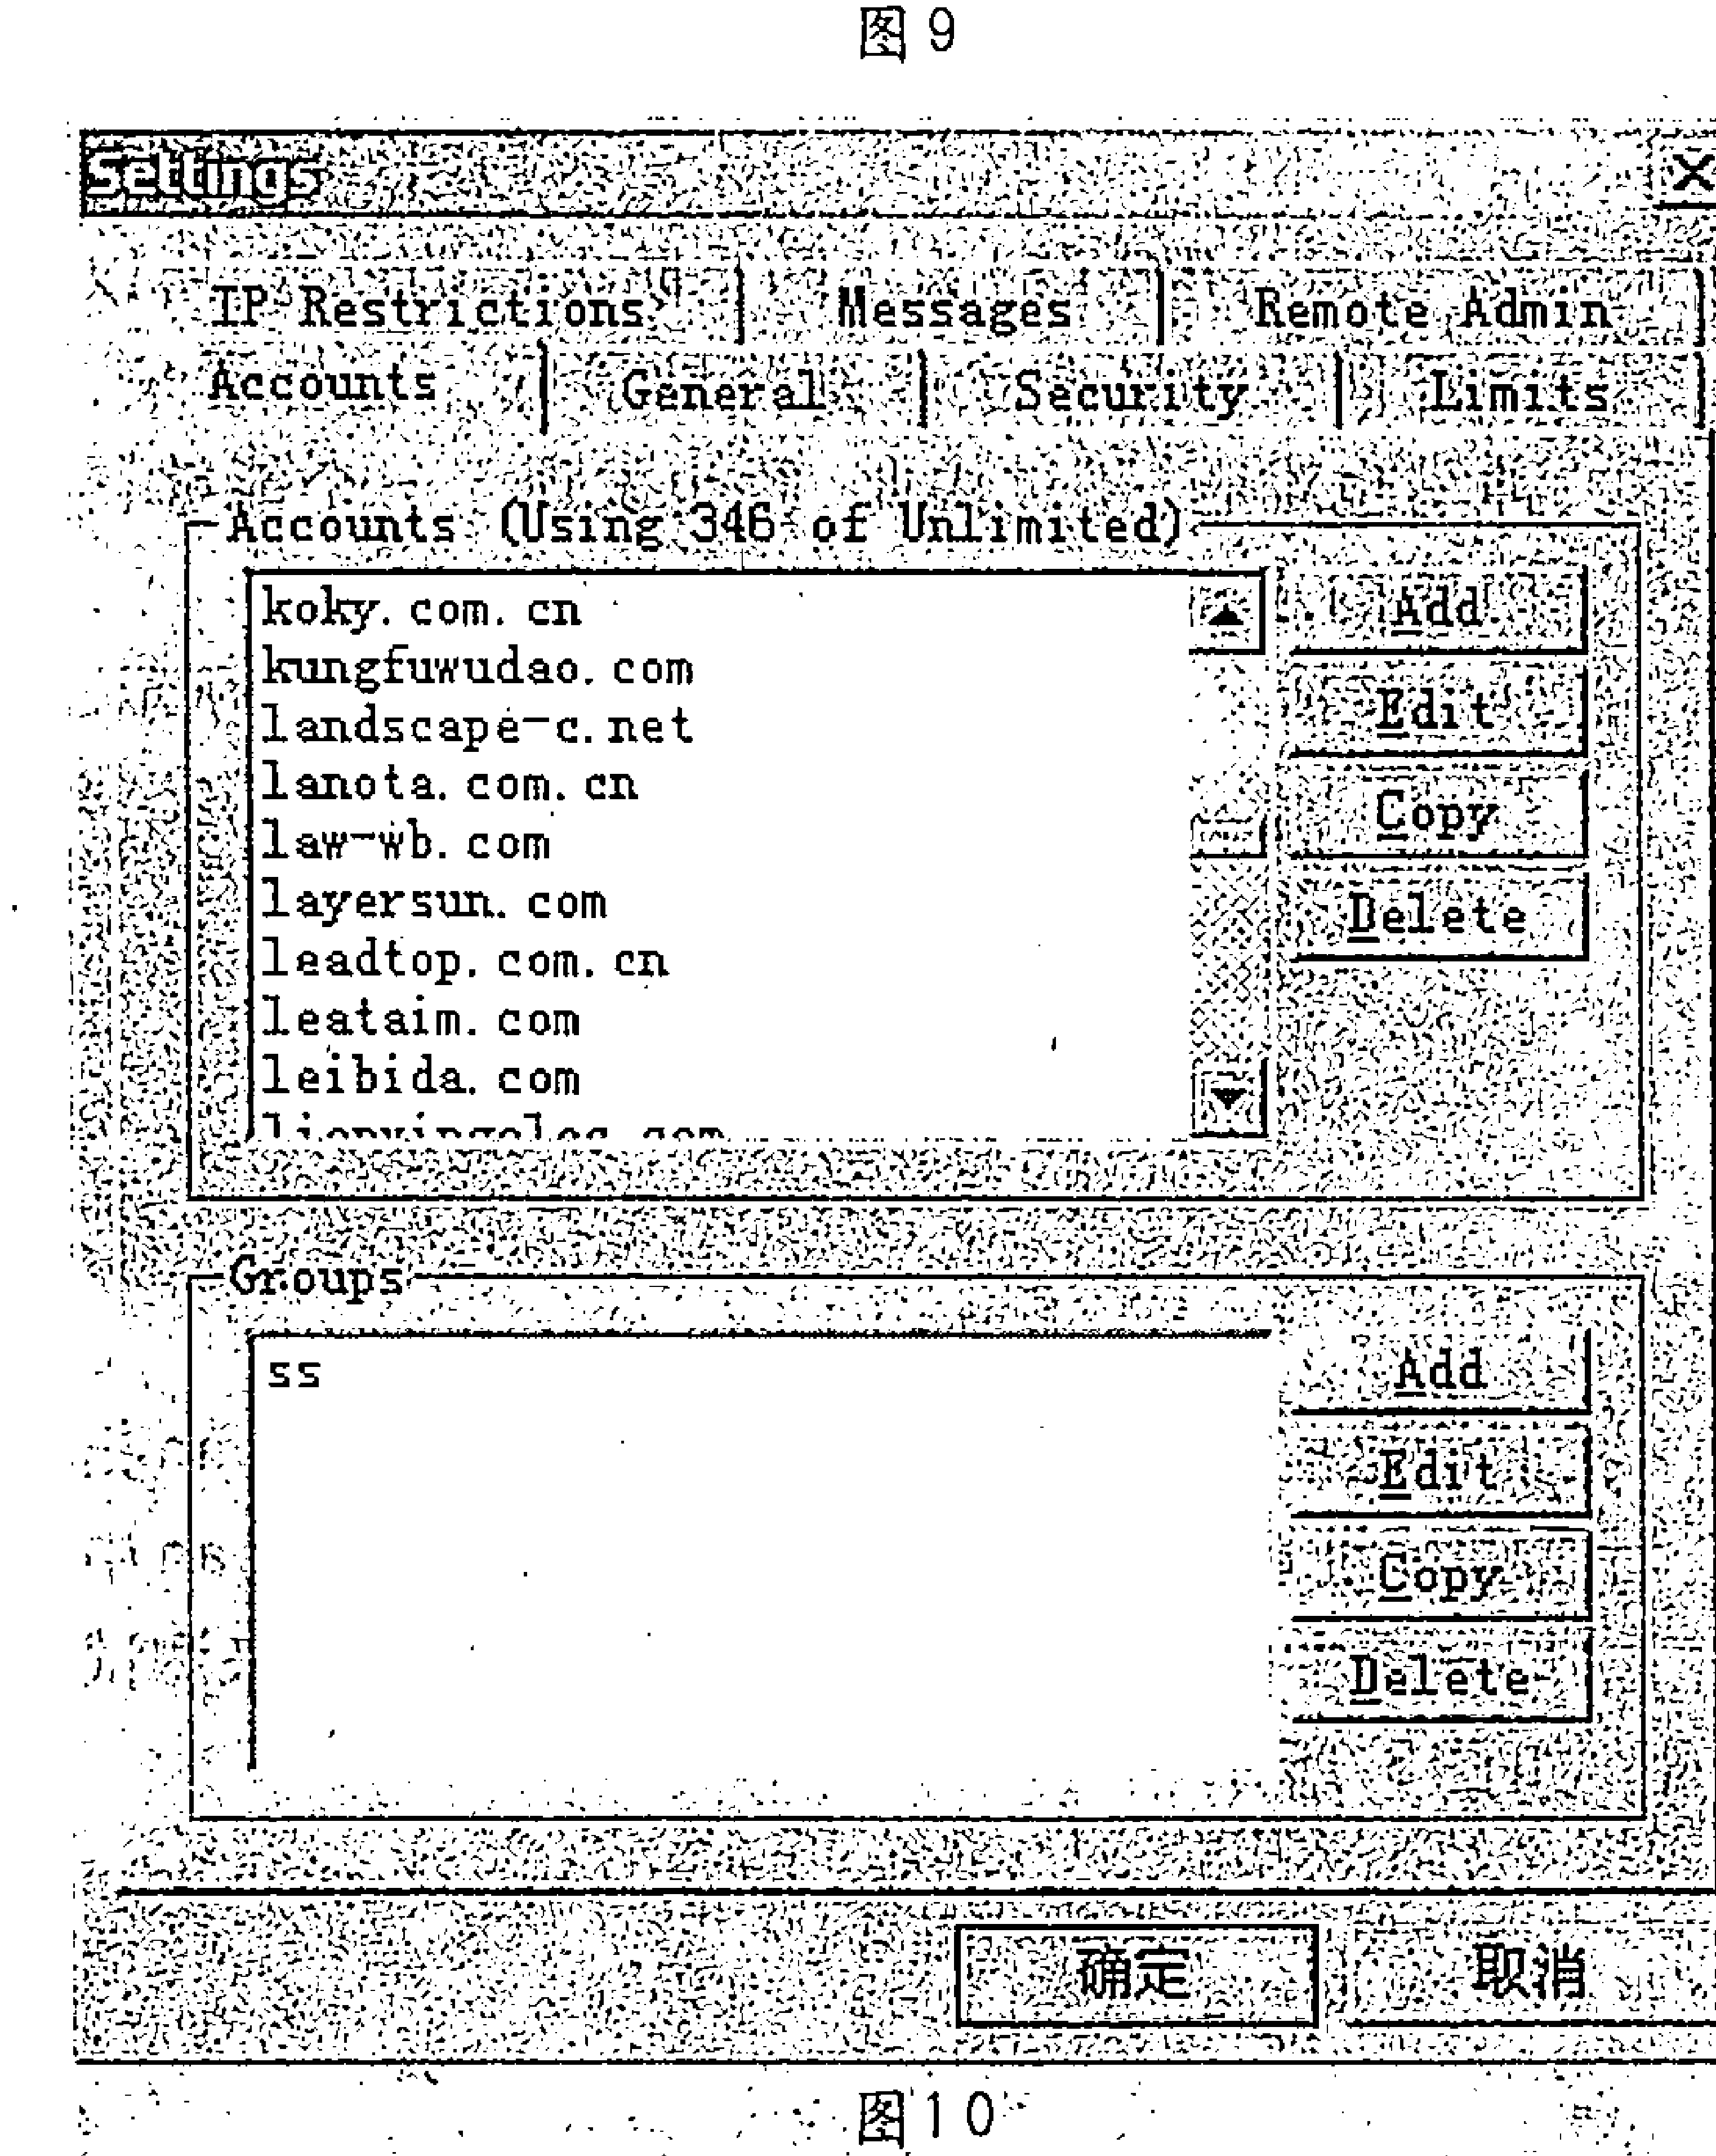 图9
Settings
IP Restrictions Messages Remote Admin
Accounts General Security Limits
Accounts (Using 346 of Unlimited)
koky.com.cn
kungfuwudao.com
landscape-c.net
lanota.com.cn
law-wb.com
layersun.com
leadtop.com.cn
leataim.com
leibida.com
Add
Edit
Copy
Delete
Groups
ss
Add
Edit
Copy
Delete
确定 取消
图10